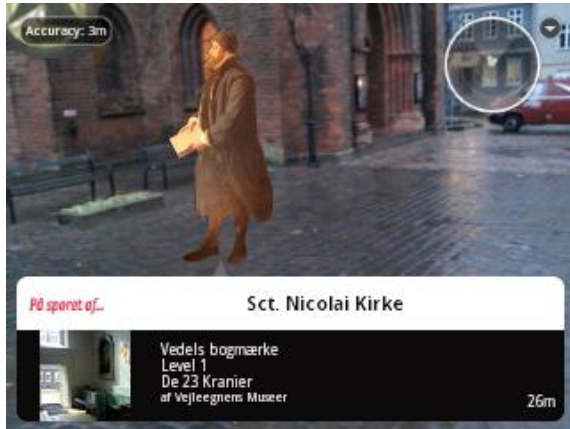 Accuracy: 3m
På sporet af...
Sct. Nicolai Kirke
Vedels bogmærke
Level 1
De 23 Kranier
af Vejleegnens Museer
26m